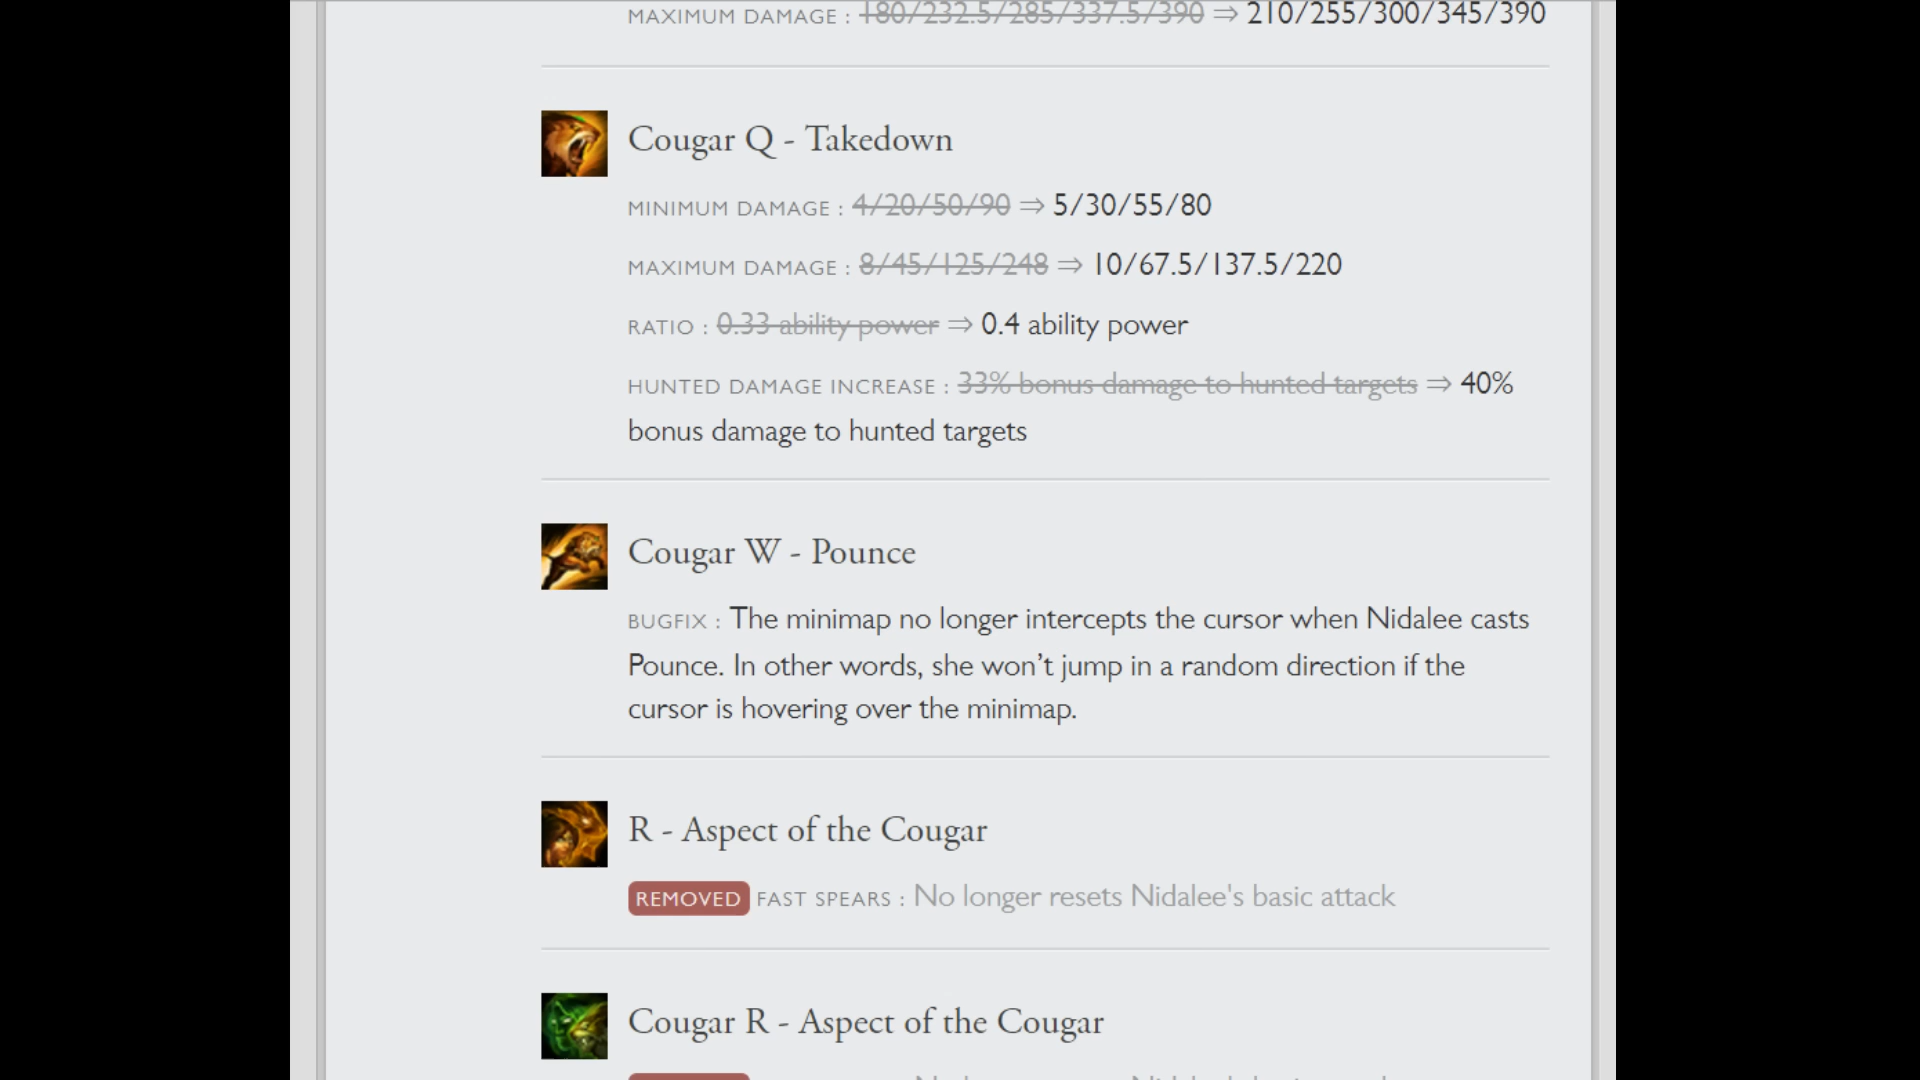 MAXIMUM DAMAGE : 180/232.5/285/337.5/390 ⇒ 210/255/300/345/390
Cougar Q - Takedown
MINIMUM DAMAGE : 4/20/50/90 ⇒ 5/30/55/80
MAXIMUM DAMAGE : 8/45/125/248 ⇒ 10/67.5/137.5/220
RATIO : 0.33 ability power ⇒ 0.4 ability power
HUNTED DAMAGE INCREASE : 33% bonus damage to hunted targets ⇒ 40%
bonus damage to hunted targets
Cougar W - Pounce
BUGFIX : The minimap no longer intercepts the cursor when Nidalee casts
Pounce. In other words, she won’t jump in a random direction if the
cursor is hovering over the minimap.
R - Aspect of the Cougar
REMOVED FAST SPEARS : No longer resets Nidalee's basic attack
Cougar R - Aspect of the Cougar